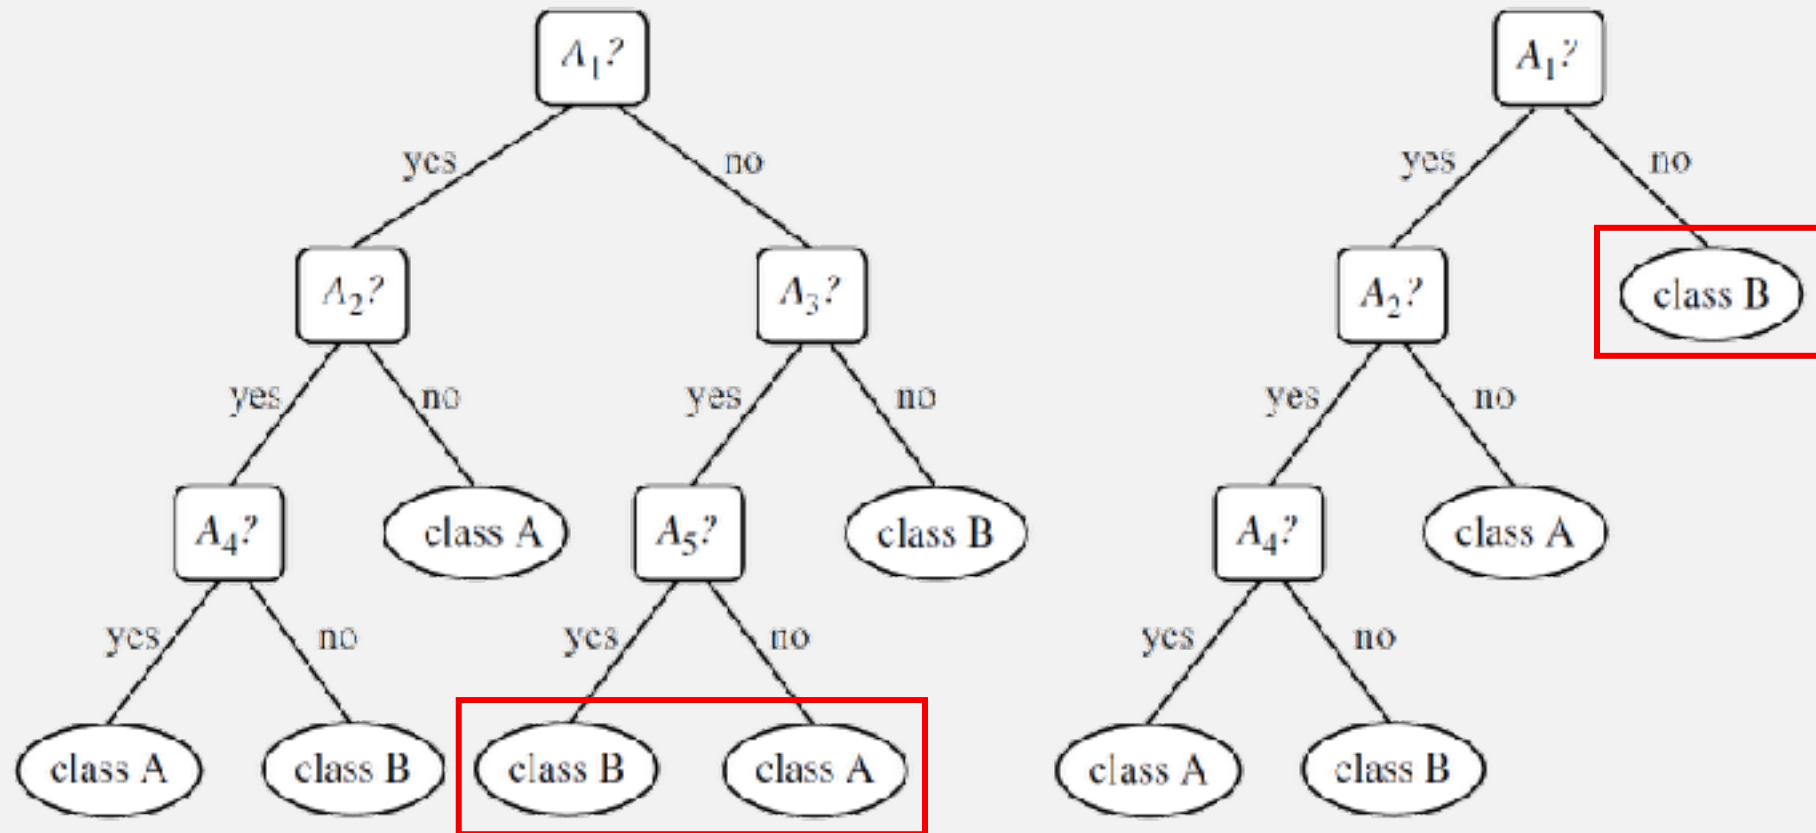 A1? A1?
yes no yes no
A2? A3? A2? class B
yes no yes no yes no
A4? class A A5? class B A4? class A
yes no yes no yes no
class A class B class B class A class A class B